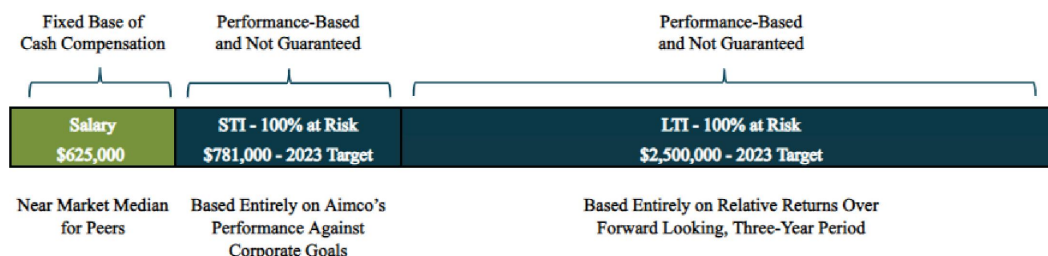 Fixed Base of
Cash Compensation
Performance-Based
and Not Guaranteed
Performance-Based
and Not Guaranteed
Salary
$625,000
STI - 100% at Risk
$781,000 - 2023 Target
LTI - 100% at Risk
$2,500,000 - 2023 Target
Near Market Median
for Peers
Based Entirely on Aimco's
Performance Against
Corporate Goals
Based Entirely on Relative Returns Over
Forward Looking, Three-Year Period